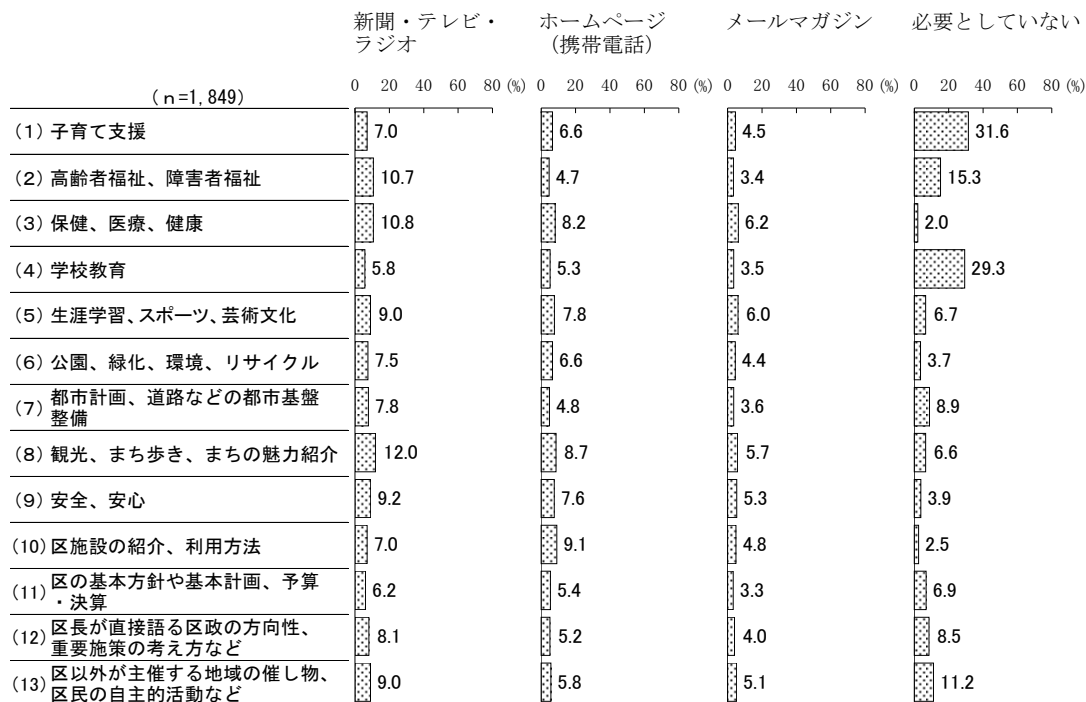 新聞・テレビ・
ラジオ
ホームページ
（携帯電話）
メールマガジン
必要としていない
（ｎ=1,849）
0 20 40 60 80 (%) 0 20 40 60 80 (%) 0 20 40 60 80 (%) 0 20 40 60 80 (%)
(1) 子育て支援 7.0 6.6 4.5 31.6
(2) 高齢者福祉、障害者福祉 10.7 4.7 3.4 15.3
(3) 保健、医療、健康 10.8 8.2 6.2 2.0
(4) 学校教育 5.8 5.3 3.5 29.3
(5) 生涯学習、スポーツ、芸術文化 9.0 7.8 6.0 6.7
(6) 公園、緑化、環境、リサイクル 7.5 6.6 4.4 3.7
(7) 都市計画、道路などの都市基盤
整備 7.8 4.8 3.6 8.9
(8) 観光、まち歩き、まちの魅力紹介 12.0 8.7 5.7 6.6
(9) 安全、安心 9.2 7.6 5.3 3.9
(10) 区施設の紹介、利用方法 7.0 9.1 4.8 2.5
(11) 区の基本方針や基本計画、予算
・決算 6.2 5.4 3.3 6.9
(12) 区長が直接語る区政の方向性、
重要施策の考え方など 8.1 5.2 4.0 8.5
(13) 区以外が主催する地域の催し物、
区民の自主的活動など 9.0 5.8 5.1 11.2